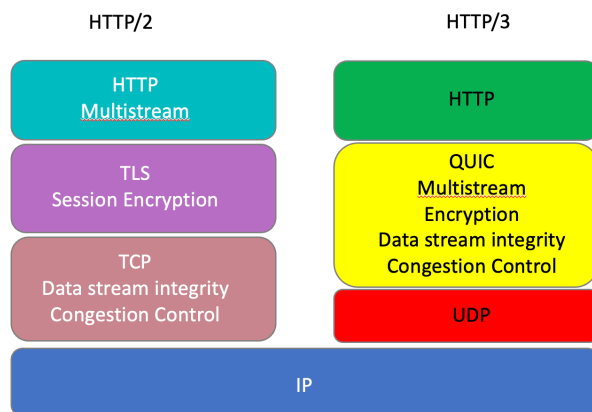 HTTP/2
HTTP/3
HTTP
Multistream
TLS
Session Encryption
TCP
Data stream integrity
Congestion Control
HTTP
QUIC
Multistream
Encryption
Data stream integrity
Congestion Control
UDP
IP